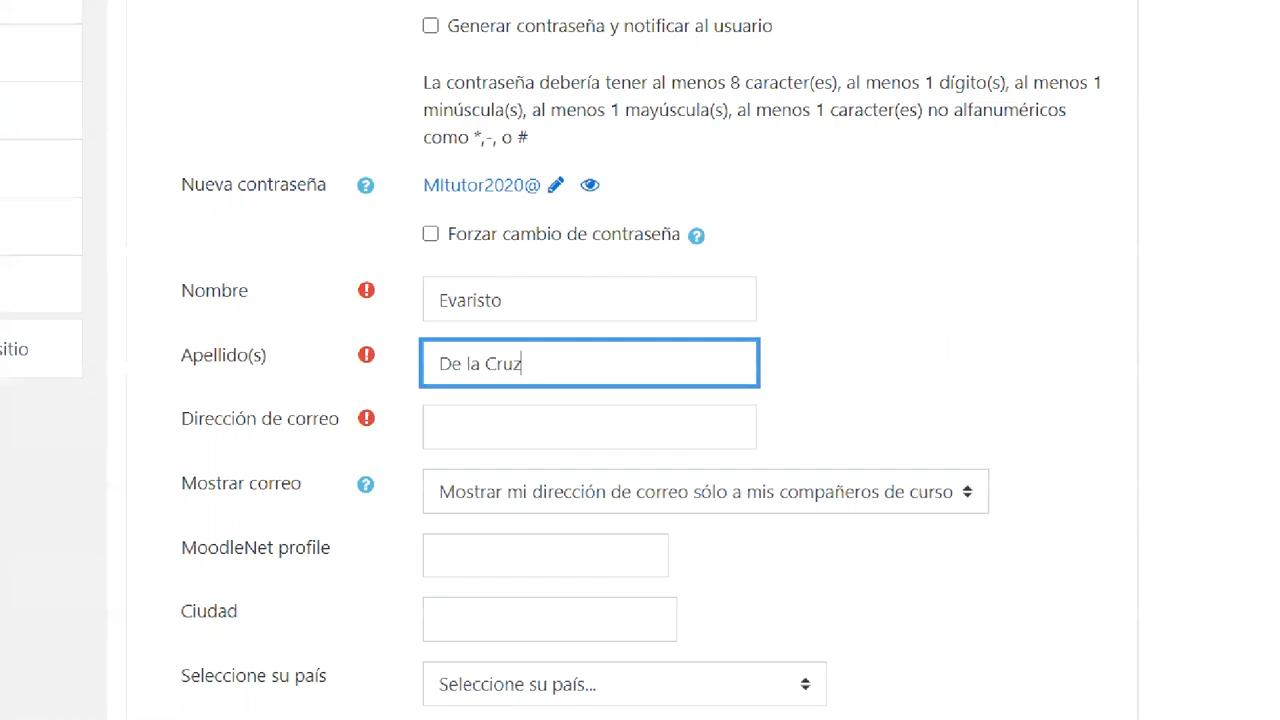 Generar contraseña y notificar al usuario
La contraseña debería tener al menos 8 caracter(es), al menos 1 dígito(s), al menos 1
minúscula(s), al menos 1 mayúscula(s), al menos 1 caracter(es) no alfanuméricos
como *,-, o #
Nueva contraseña
MItutor2020@
Forzar cambio de contraseña
Nombre
Evaristo
sitio
Apellido(s)
De la Cruz
Dirección de correo
Mostrar correo
Mostrar mi dirección de correo sólo a mis compañeros de curso
MoodleNet profile
Ciudad
Seleccione su país
Seleccione su país...